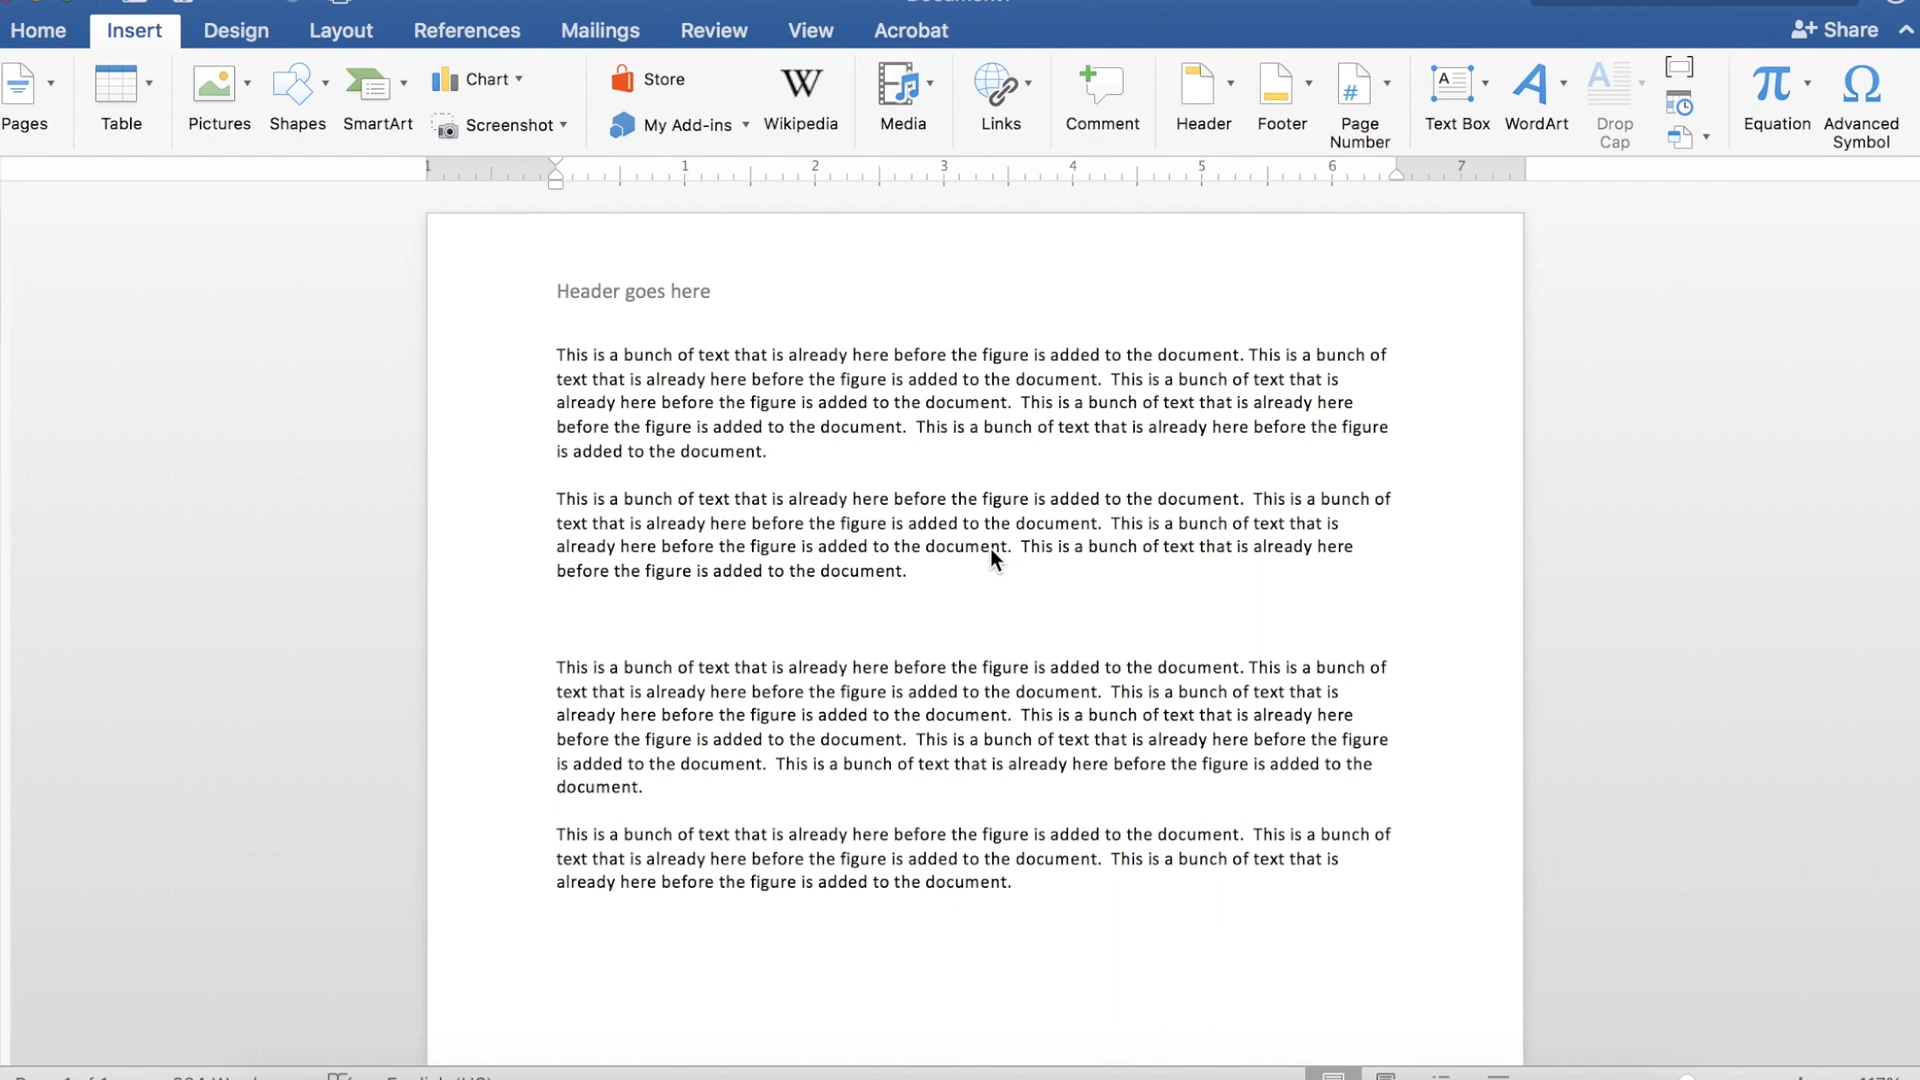 Home Insert Design Layout References Mailings Review View Acrobat Share
Pages Table Pictures Shapes SmartArt Chart Screenshot Store My Add-ins W Wikipedia Media Links Comment Header Footer # Page Number A Text Box A WordArt A Drop Cap π Equation Ω Advanced Symbol
1 1 2 3 4 5 6 7
Header goes here
This is a bunch of text that is already here before the figure is added to the document. This is a bunch of
text that is already here before the figure is added to the document.  This is a bunch of text that is
already here before the figure is added to the document.  This is a bunch of text that is already here
before the figure is added to the document.  This is a bunch of text that is already here before the figure
is added to the document.
This is a bunch of text that is already here before the figure is added to the document.  This is a bunch of
text that is already here before the figure is added to the document.  This is a bunch of text that is
already here before the figure is added to the document.  This is a bunch of text that is already here
before the figure is added to the document.
This is a bunch of text that is already here before the figure is added to the document. This is a bunch of
text that is already here before the figure is added to the document.  This is a bunch of text that is
already here before the figure is added to the document.  This is a bunch of text that is already here
before the figure is added to the document.  This is a bunch of text that is already here before the figure
is added to the document.  This is a bunch of text that is already here before the figure is added to the
document.
This is a bunch of text that is already here before the figure is added to the document.  This is a bunch of
text that is already here before the figure is added to the document.  This is a bunch of text that is
already here before the figure is added to the document.